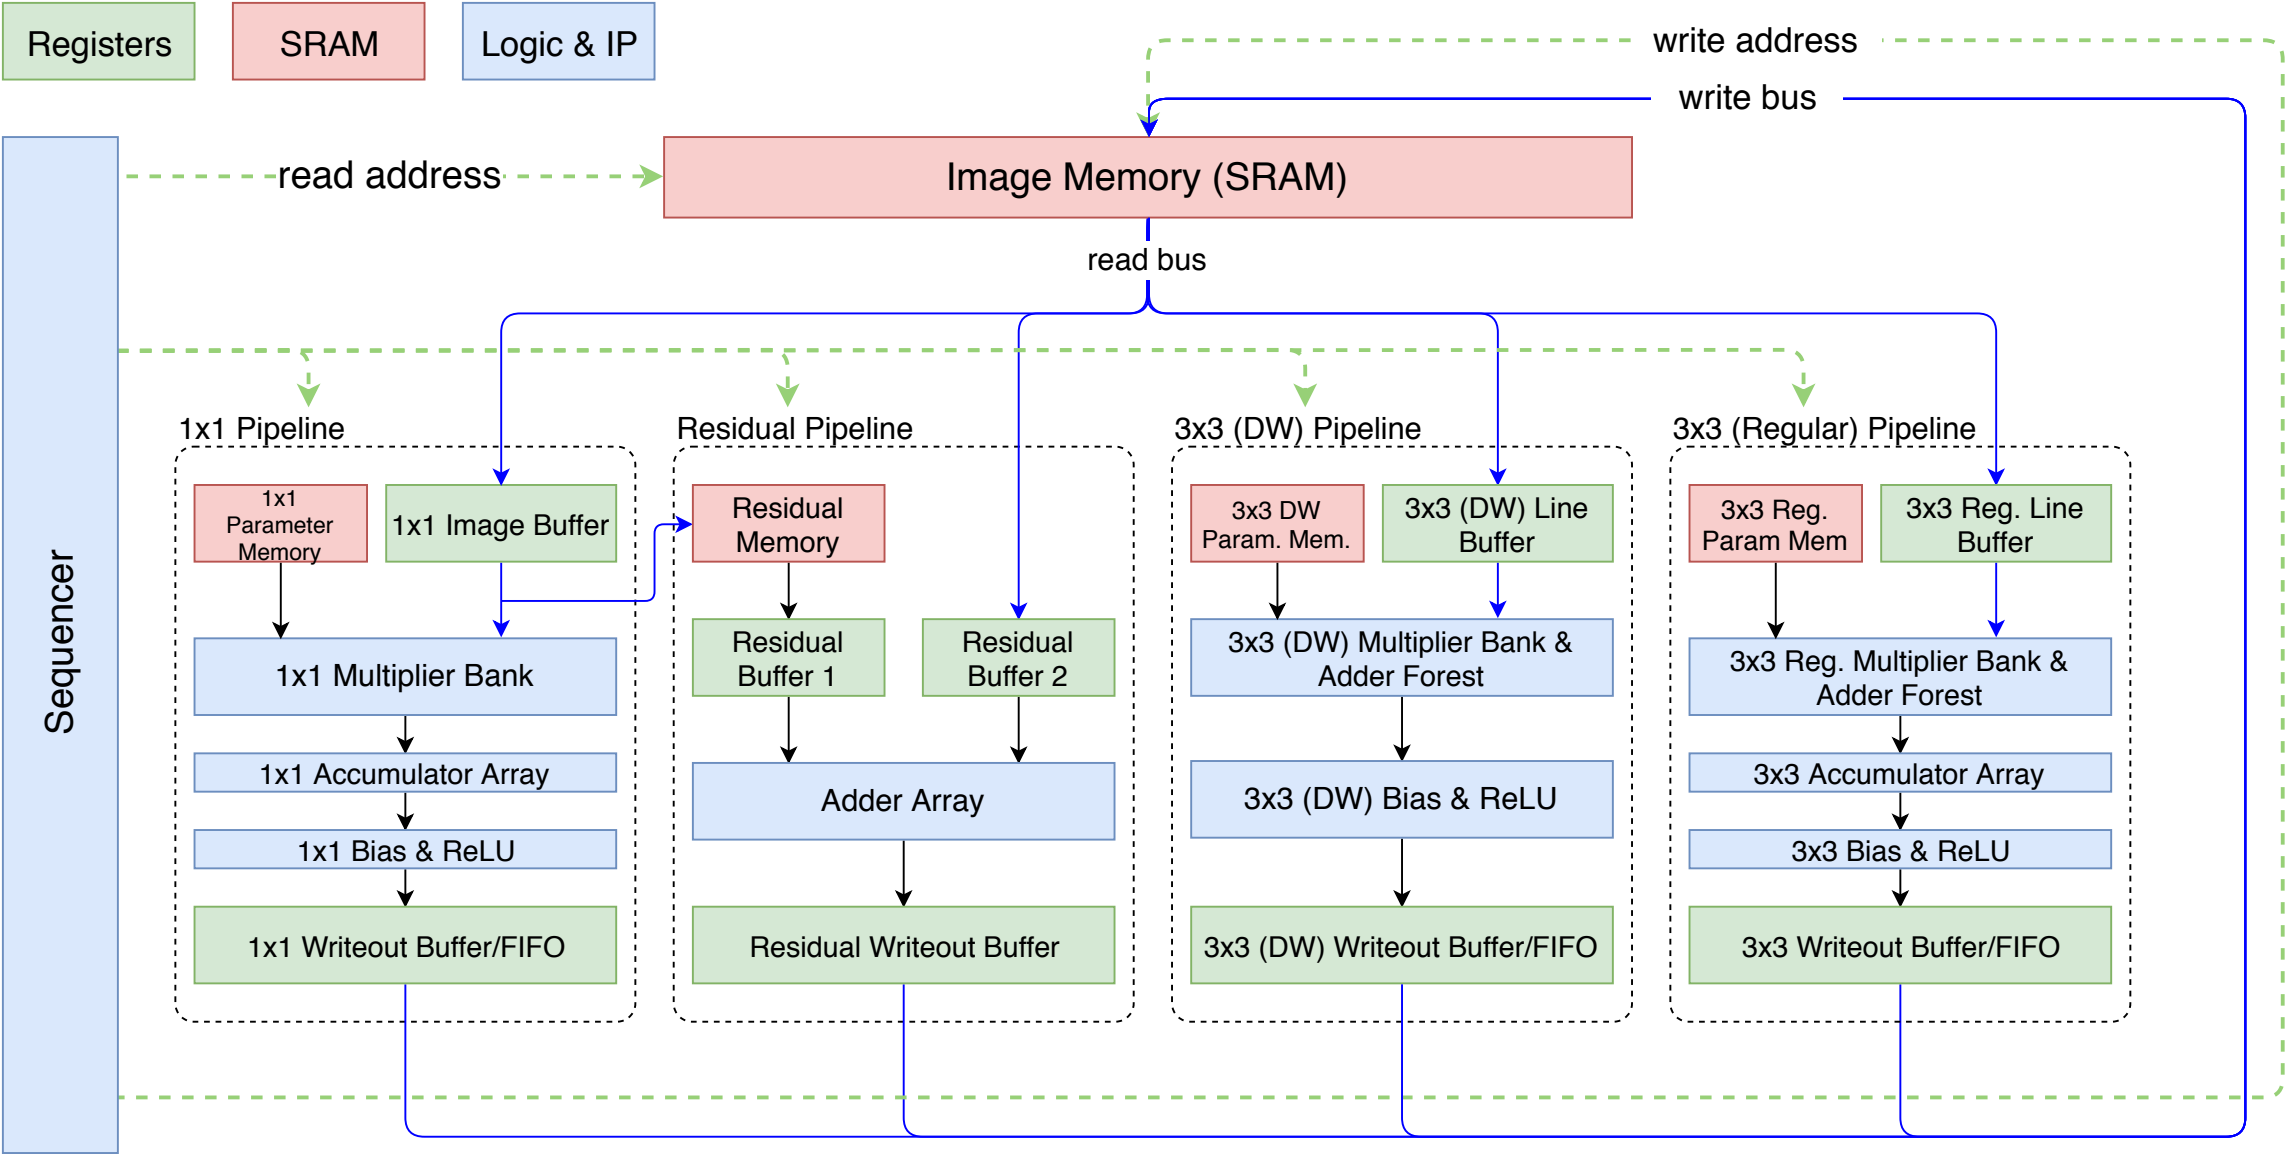 Registers
SRAM
Logic & IP
write address
write bus
read address
Image Memory (SRAM)
read bus
Sequencer
1x1 Pipeline
1x1
Parameter
Memory
1x1 Image Buffer
1x1 Multiplier Bank
1x1 Accumulator Array
1x1 Bias & ReLU
1x1 Writeout Buffer/FIFO
Residual Pipeline
Residual
Memory
Residual
Buffer 1
Residual
Buffer 2
Adder Array
Residual Writeout Buffer
3x3 (DW) Pipeline
3x3 DW
Param. Mem.
3x3 (DW) Line
Buffer
3x3 (DW) Multiplier Bank &
Adder Forest
3x3 (DW) Bias & ReLU
3x3 (DW) Writeout Buffer/FIFO
3x3 (Regular) Pipeline
3x3 Reg.
Param Mem
3x3 Reg. Line
Buffer
3x3 Reg. Multiplier Bank &
Adder Forest
3x3 Accumulator Array
3x3 Bias & ReLU
3x3 Writeout Buffer/FIFO